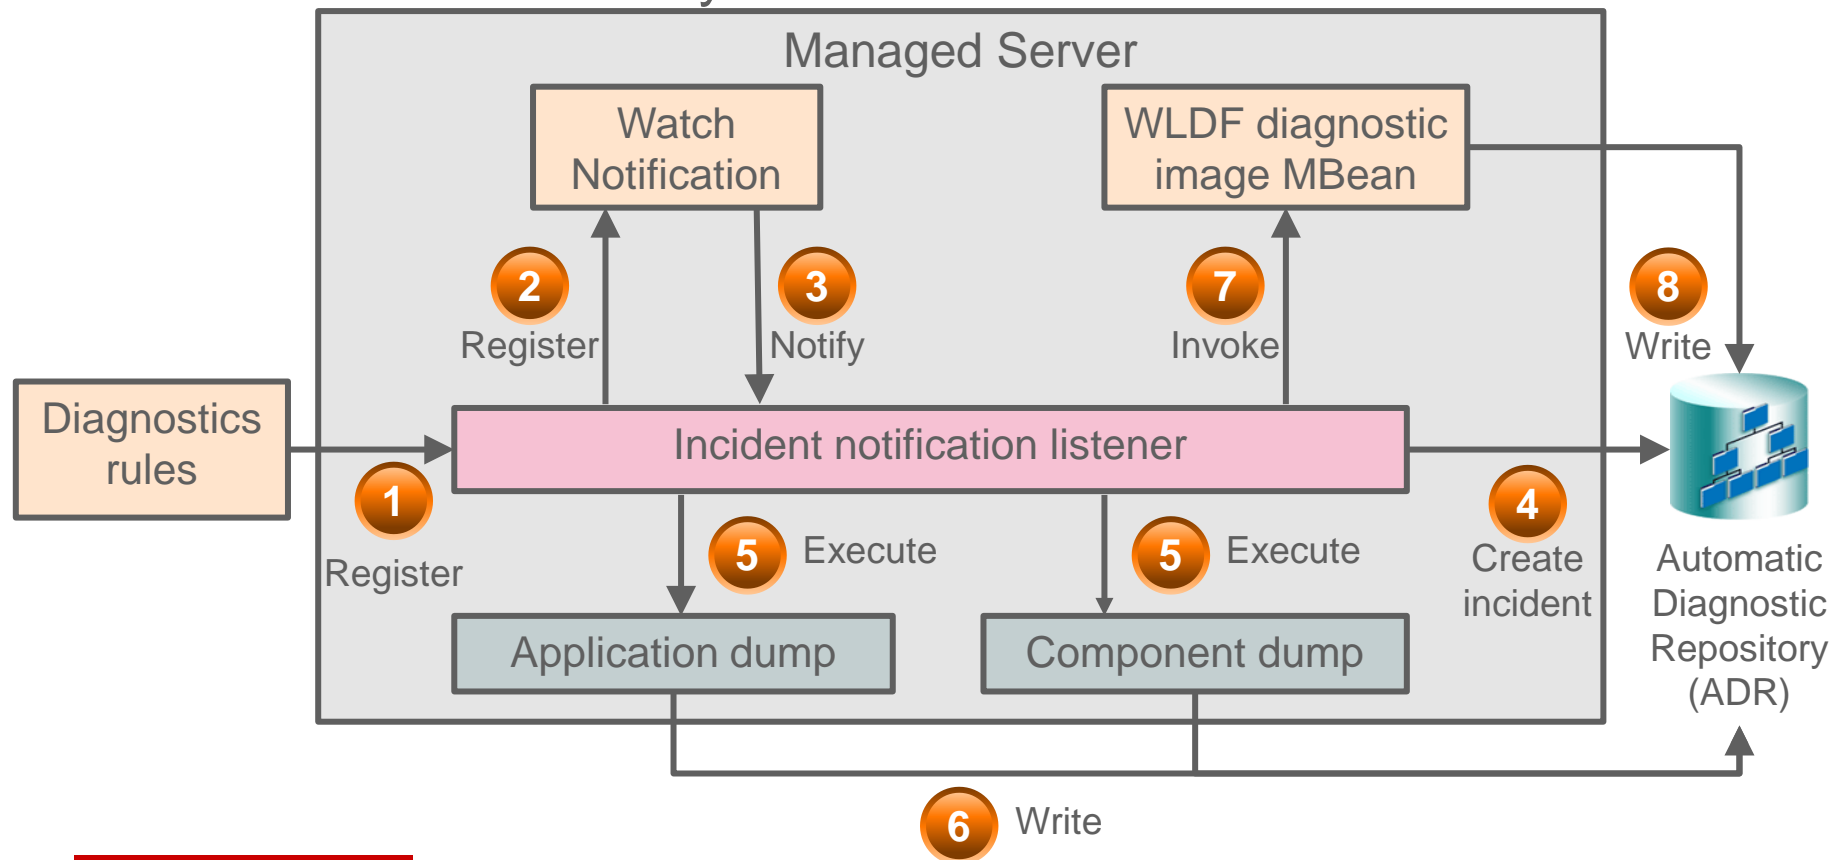 y
Managed Server
Watch
Notification
WLDF diagnostic
image MBean
2
Register
3
Notify
7
Invoke
8
Write
Diagnostics
rules
Incident notification listener
1
Register
5
Execute
5
Execute
4
Create
incident
Automatic
Diagnostic
Repository
(ADR)
Application dump
Component dump
6
Write